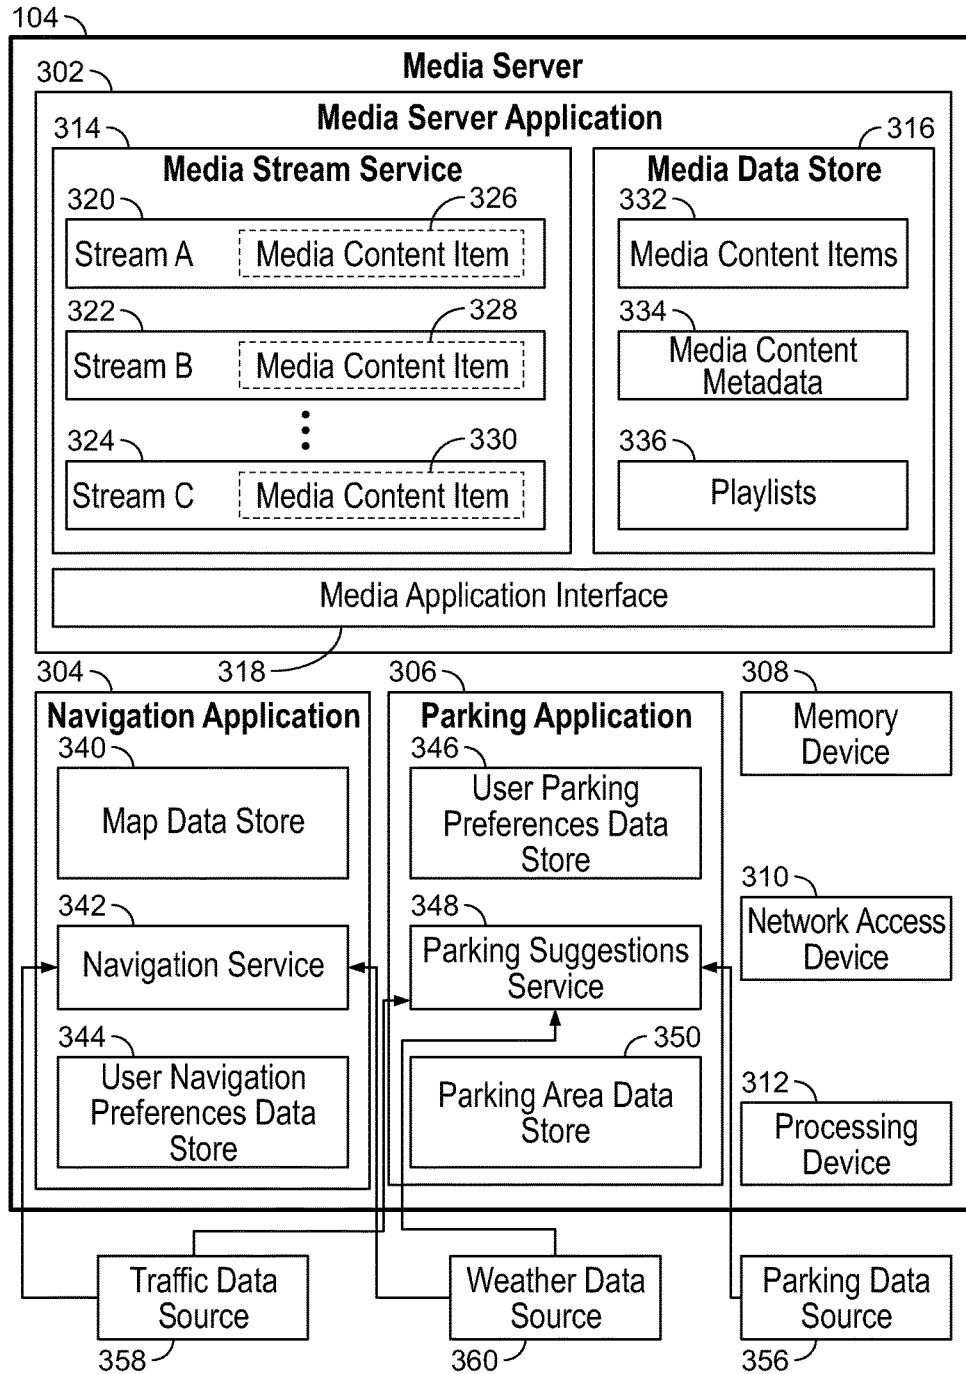 104
Media Server
302
Media Server Application
314
Media Stream Service
320
326
Stream A
Media Content Item
322
328
Stream B
Media Content Item
324
330
Stream C
Media Content Item
316
Media Data Store
332
Media Content Items
334
Media Content
Metadata
336
Playlists
Media Application Interface
318
304
Navigation Application
340
Map Data Store
342
Navigation Service
344
User Navigation
Preferences Data
Store
306
Parking Application
346
User Parking
Preferences Data
Store
348
Parking Suggestions
Service
350
Parking Area Data
Store
308
Memory
Device
310
Network Access
Device
312
Processing
Device
Traffic Data
Source
358
Weather Data
Source
360
Parking Data
Source
356